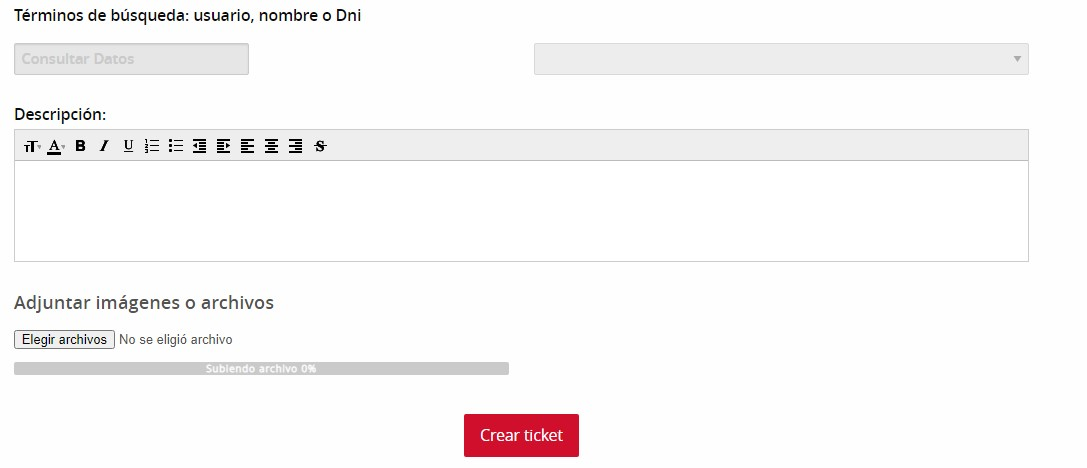 Términos de búsqueda: usuario, nombre o Dni
Consultar Datos
Descripción:
Adjuntar imágenes o archivos
Elegir archivos No se eligió archivo
Subiendo archivo 0%
Crear ticket